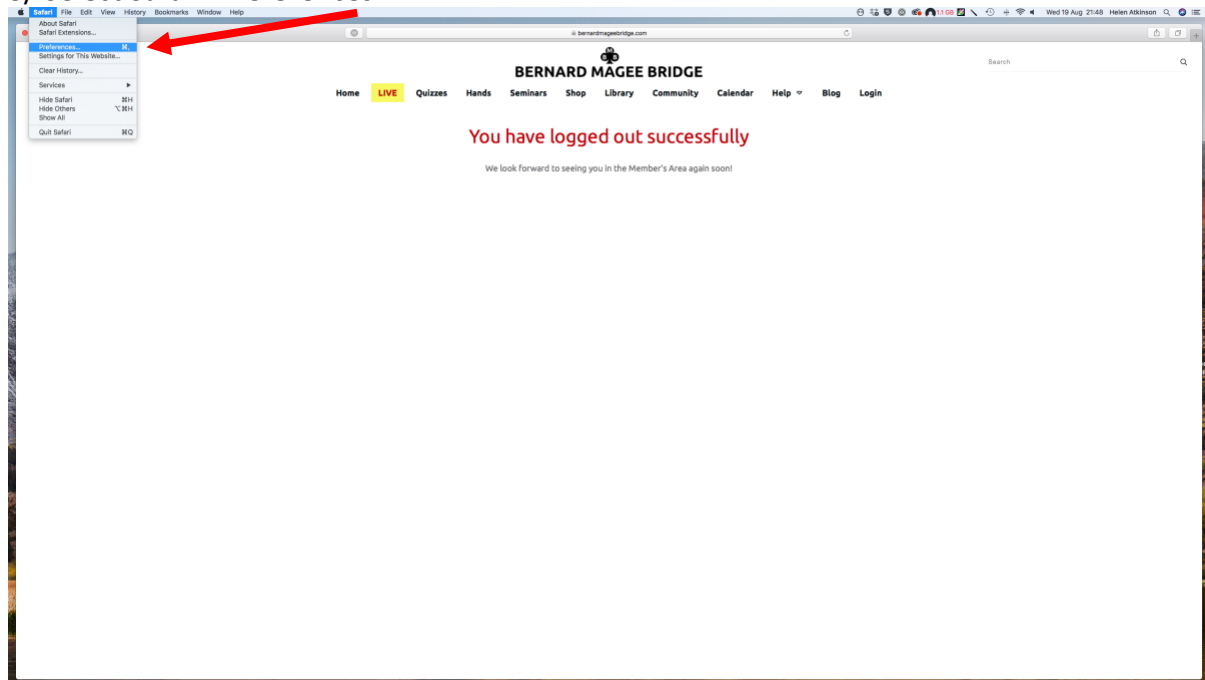 Safari File Edit View History Bookmarks Window Help
1.1 GB Wed 19 Aug 21:48 Helen Atkinson
About Safari
Safari Extensions...
Preferences... ⌘,
Settings for This Website...
Clear History...
Services
Hide Safari ⌘H
Hide Others ⌥⌘H
Show All
Quit Safari ⌘Q
bernardmageebridge.com
BERNARD MAGEE BRIDGE
Search
Home LIVE Quizzes Hands Seminars Shop Library Community Calendar Help Blog Login
You have logged out successfully
We look forward to seeing you in the Member's Area again soon!